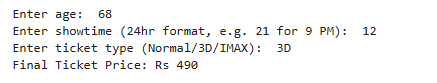 Enter age:  68
Enter showtime (24hr format, e.g. 21 for 9 PM):  12
Enter ticket type (Normal/3D/IMAX):  3D
Final Ticket Price: Rs 490